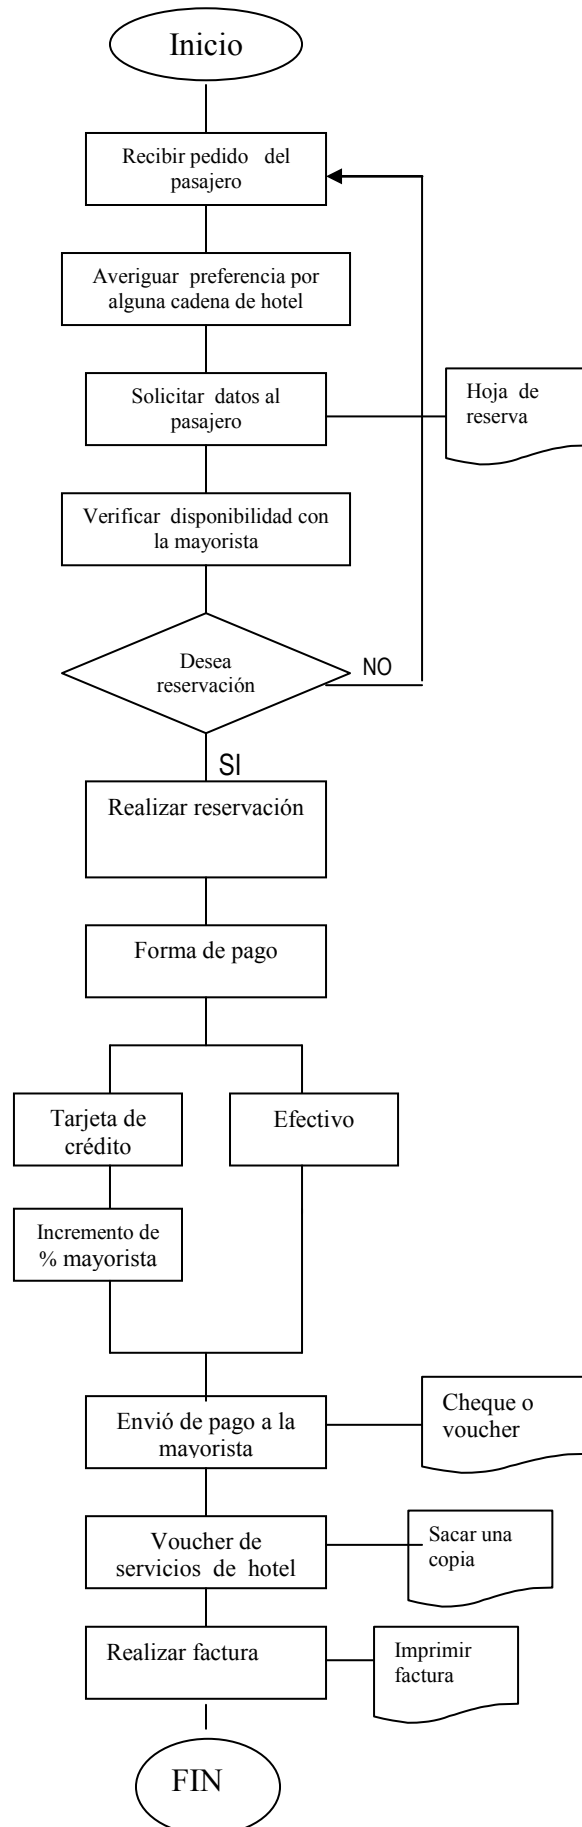 Inicio
Recibir pedido del
pasajero
Averiguar preferencia por
alguna cadena de hotel
Solicitar datos al
pasajero
Hoja de
reserva
Verificar disponibilidad con
la mayorista
Desea
reservación
NO
SI
Realizar reservación
Forma de pago
Tarjeta de
crédito
Efectivo
Incremento de
% mayorista
Envió de pago a la
mayorista
Cheque o
voucher
Voucher de
servicios de hotel
Sacar una
copia
Realizar factura
Imprimir
factura
FIN